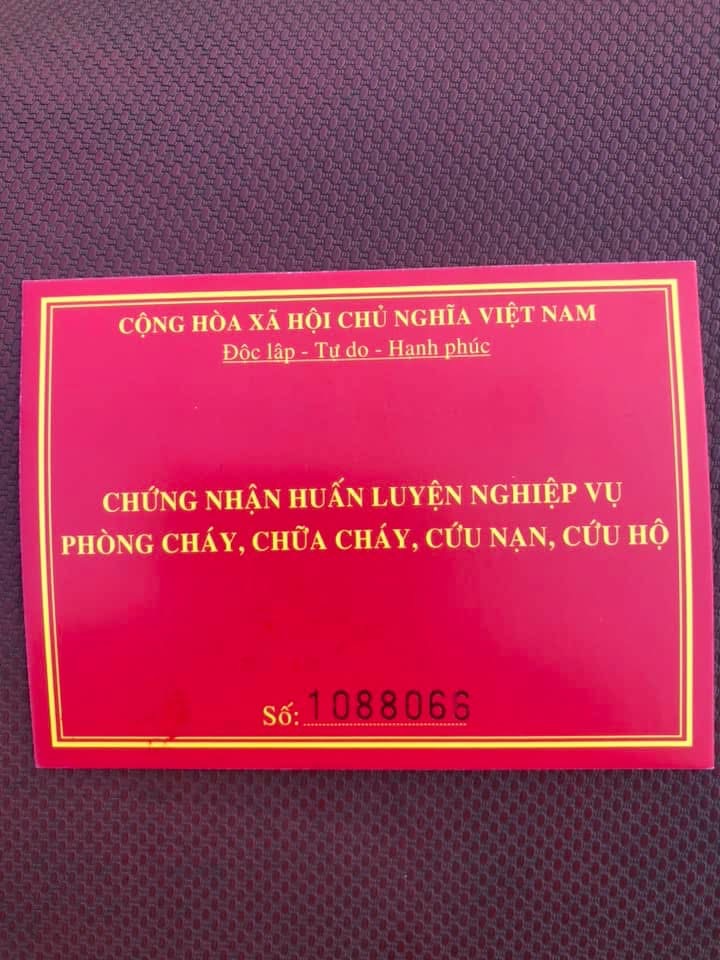 CỘNG HÒA XÃ HỘI CHỦ NGHĨA VIỆT NAM
Độc lập - Tự do - Hạnh phúc
CHỨNG NHẬN HUẤN LUYỆN NGHIỆP VỤ
PHÒNG CHÁY, CHỮA CHÁY, CỨU NẠN, CỨU HỘ
Số: 1088066